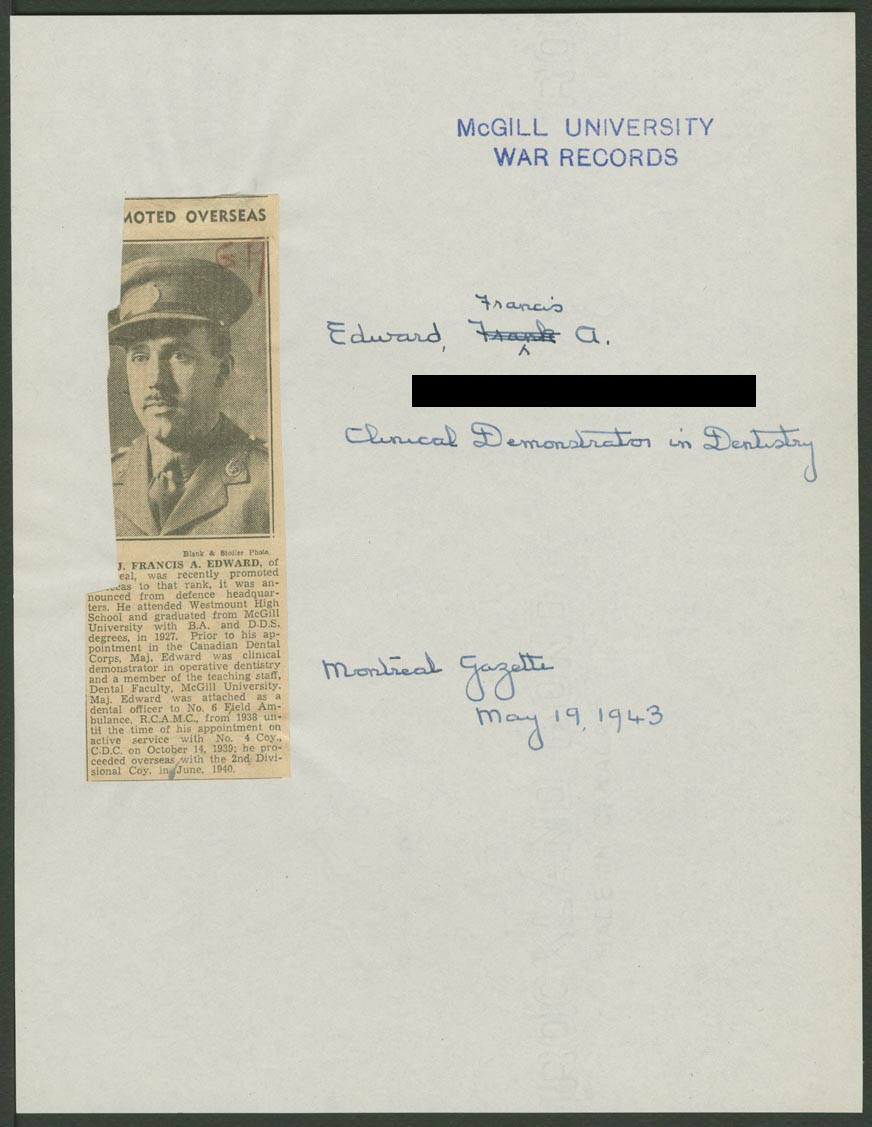 McGILL UNIVERSITY
WAR RECORDS
MOTED OVERSEAS
Francis
Edward, Frank A.
Clinical Demonstrator in Dentistry
Blank & Stoller Photo.
J. FRANCIS A. EDWARD, of
eal, was recently promoted
eas to that rank, it was an-
nounced from defence headquar-
ters. He attended Westmount High
School and graduated from McGill
University with B.A. and D.D.S.
degrees, in 1927. Prior to his ap-
pointment in the Canadian Dental
Corps, Maj. Edward was clinical
demonstrator in operative dentistry
and a member of the teaching staff,
Dental Faculty, McGill University.
Maj. Edward was attached as a
dental officer to No. 6 Field Am-
bulance, R.C.A.M.C., from 1938 un-
til the time of his appointment on
active service with No. 4 Coy.,
C.D.C. on October 14, 1939; he pro-
ceeded overseas with the 2nd Divi-
sional Coy. in June, 1940.
Montreal Gazette
May 19, 1943